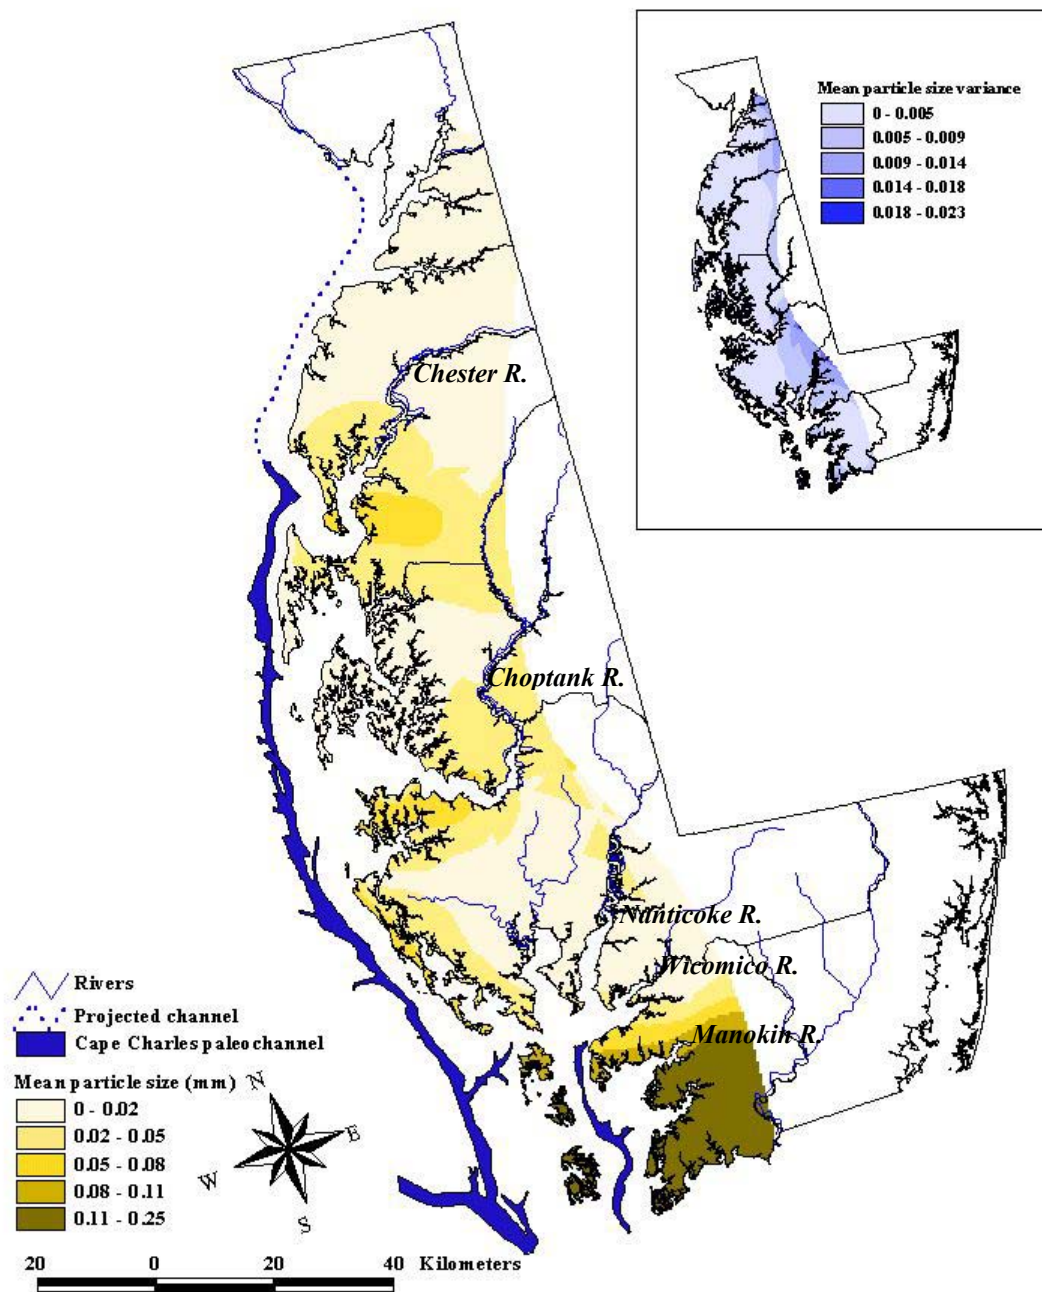 Mean particle size variance
0 - 0.005
0.005 - 0.009
0.009 - 0.014
0.014 - 0.018
0.018 - 0.023
Chester R.
Choptank R.
Nanticoke R.
Wicomico R.
Manokin R.
Rivers
Projected channel
Cape Charles paleochannel
Mean particle size (mm)
0 - 0.02
0.02 - 0.05
0.05 - 0.08
0.08 - 0.11
0.11 - 0.25
N
E
W
S
20 0 20 40 Kilometers